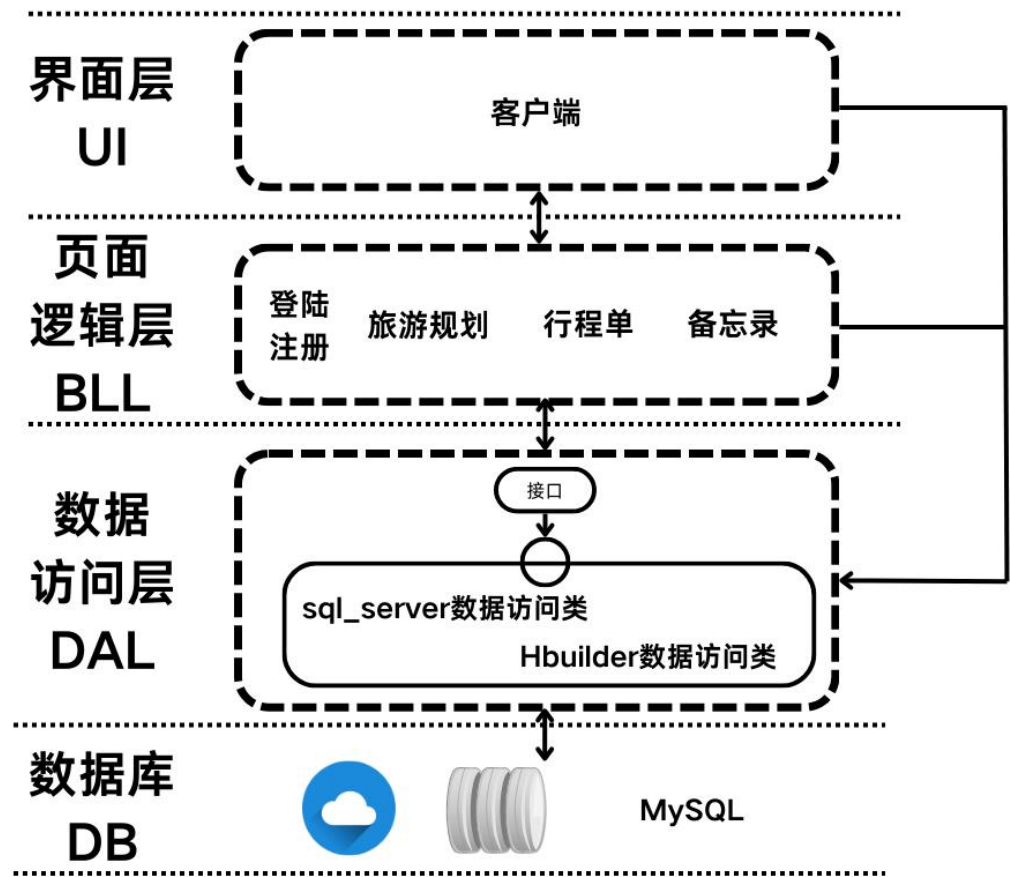 界面层
UI
客户端
页面
逻辑层
BLL
登陆
注册
旅游规划
行程单
备忘录
数据
访问层
DAL
接口
sql_server数据访问类
Hbuilder数据访问类
数据库
DB
MySQL